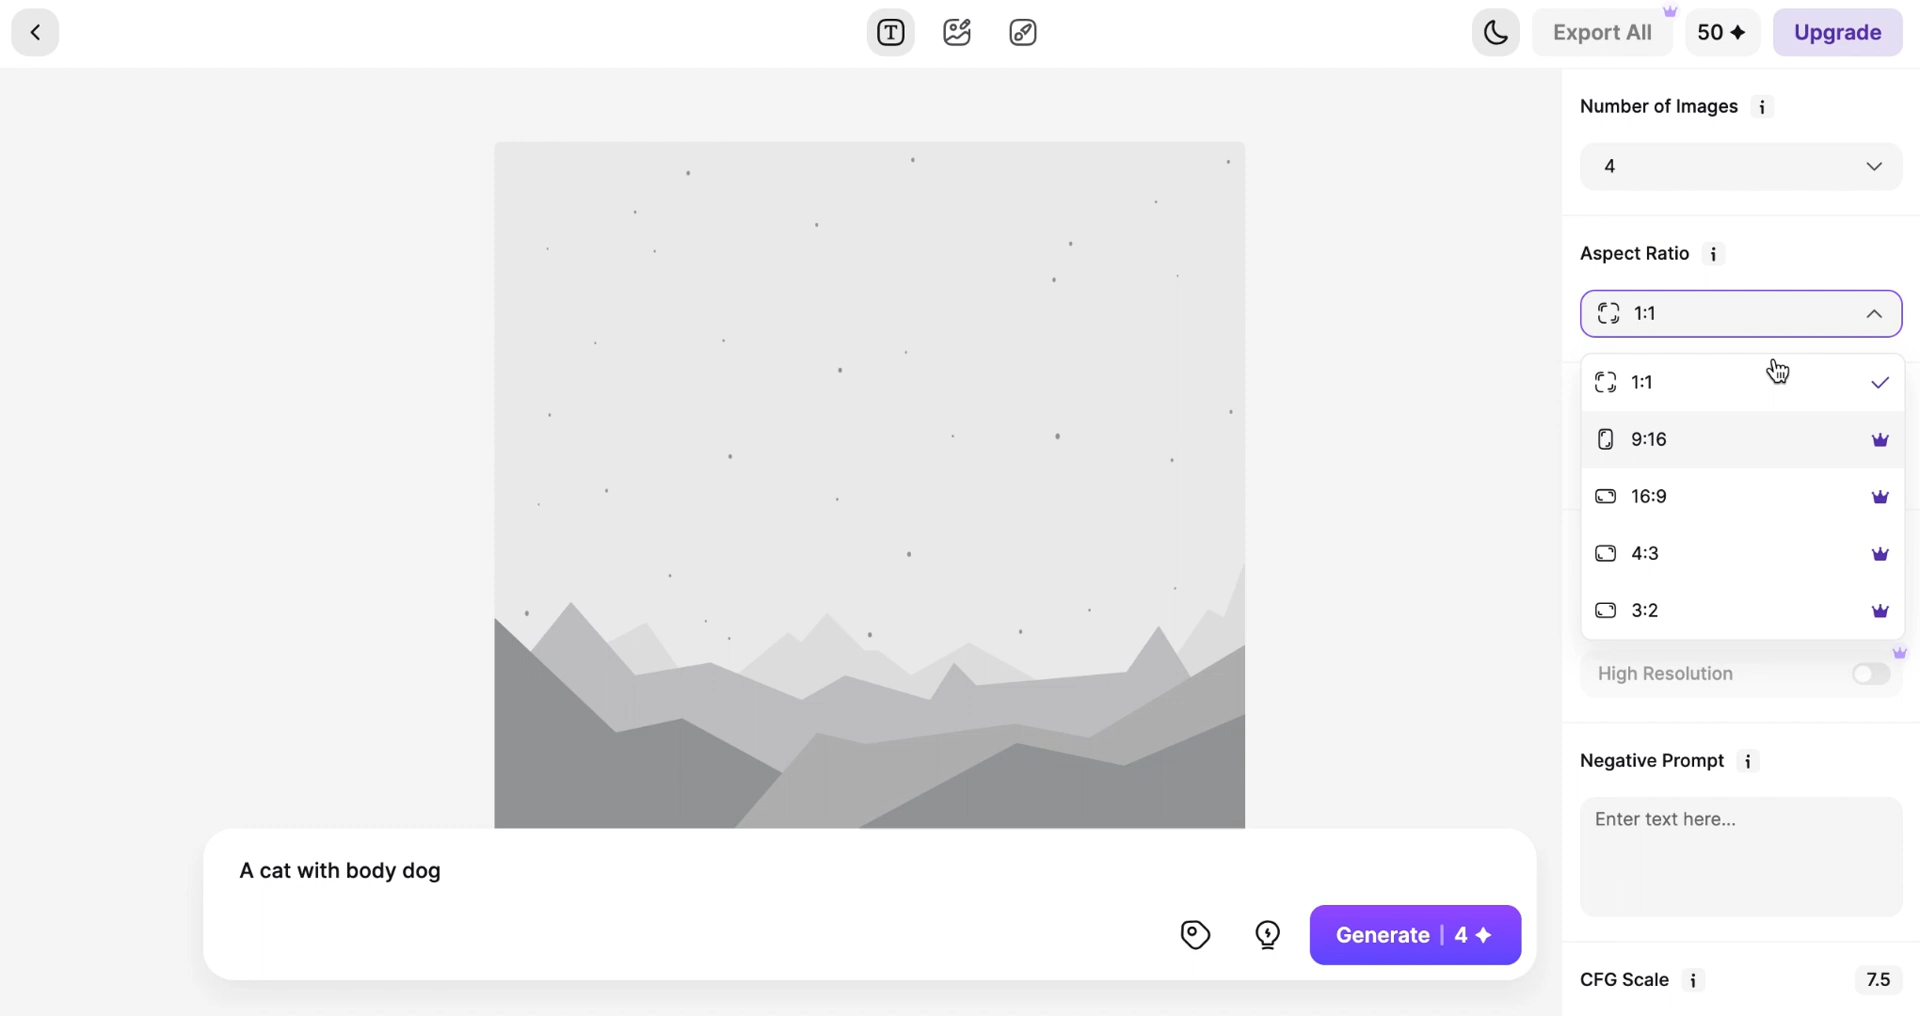 T
Export All
50
Upgrade
Number of Images i
4
Aspect Ratio i
1:1
1:1
9:16
16:9
4:3
3:2
High Resolution
Negative Prompt i
Enter text here...
A cat with body dog
Generate | 4
CFG Scale i
7.5